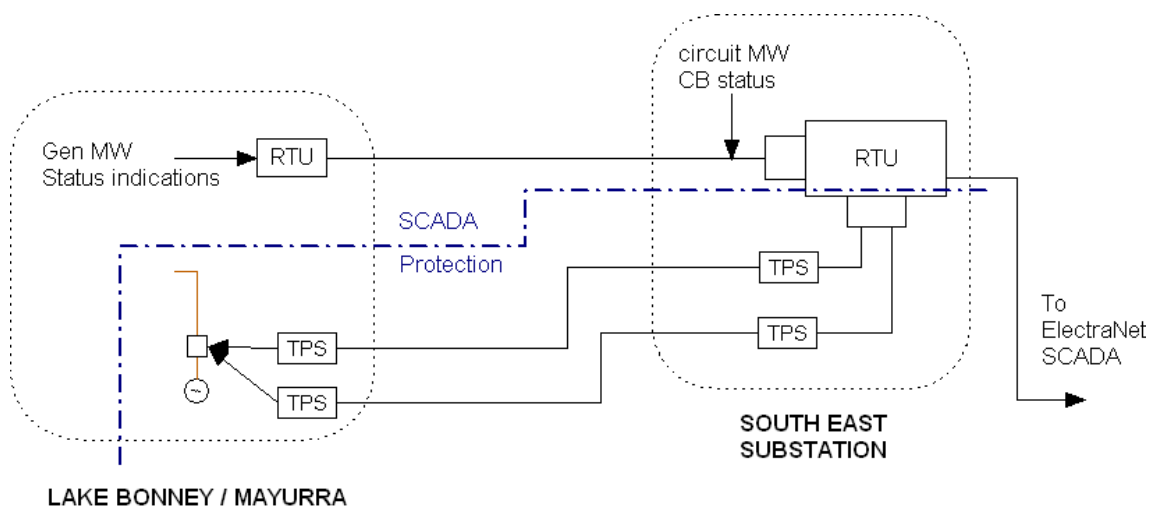 circuit MW
CB status
Gen MW
Status indications
RTU
RTU
SCADA
Protection
TPS
TPS
TPS
TPS
~
To
ElectraNet
SCADA
SOUTH EAST
SUBSTATION
LAKE BONNEY / MAYURRA